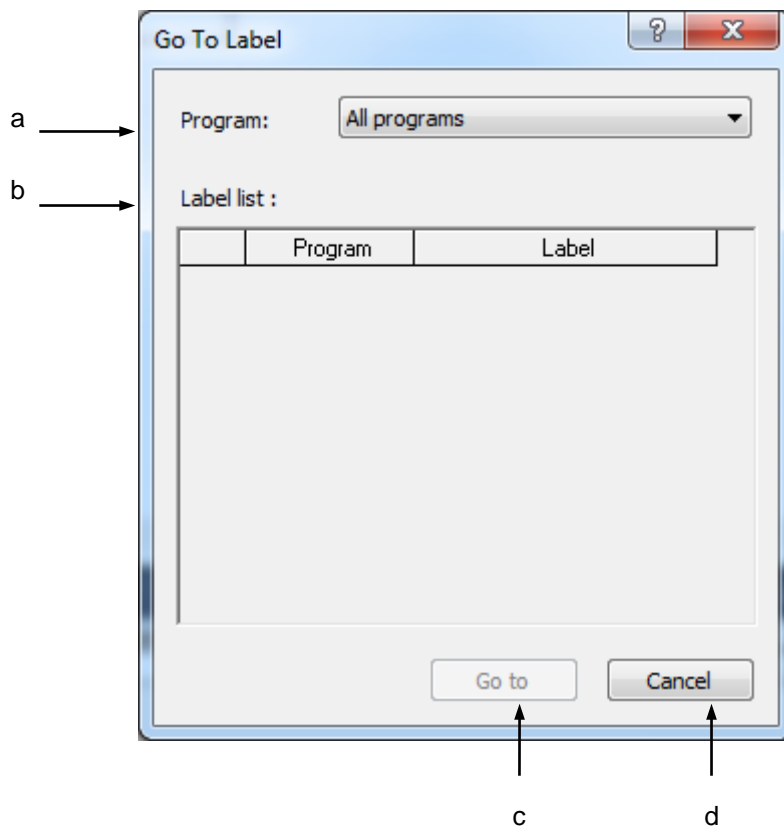 Go To Label
a
Program:
All programs
b
Label list :
Program Label
Go to Cancel
c d